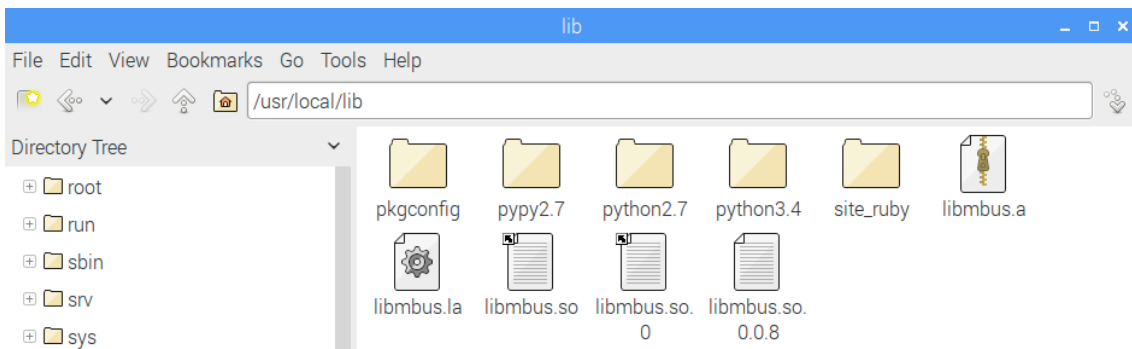 lib
File Edit View Bookmarks Go Tools Help
/usr/local/lib
Directory Tree
root
run
sbin
srv
sys
pkgconfig pypy2.7 python2.7 python3.4 site_ruby libmbus.a
libmbus.la libmbus.so libmbus.so. libmbus.so.
0 0.0.8